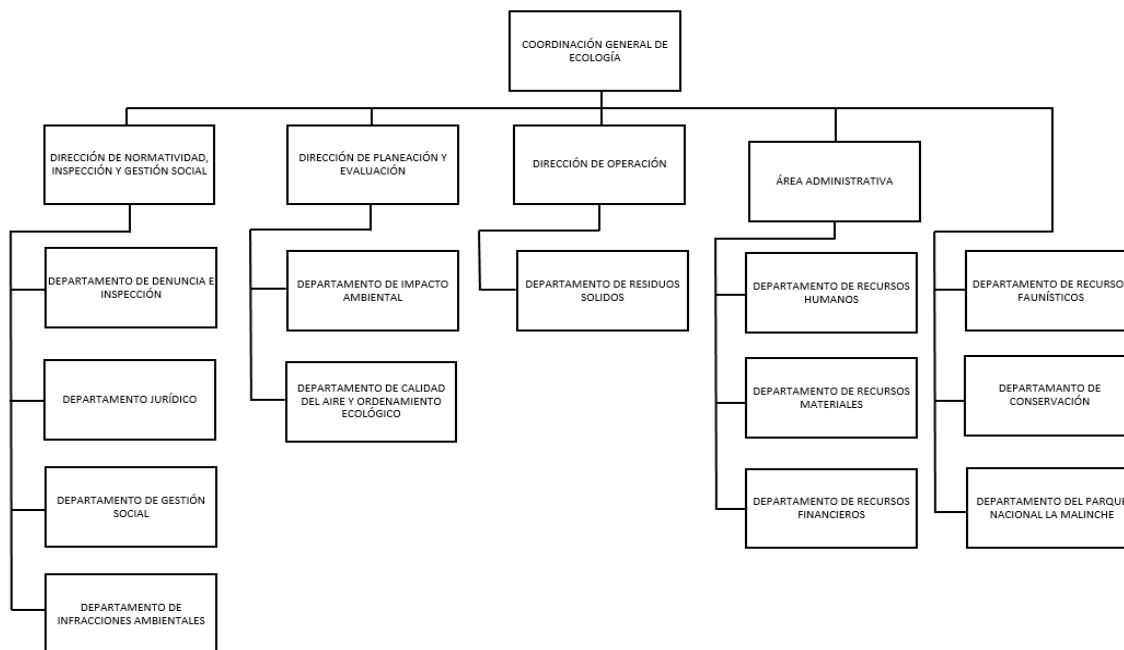 COORDINACIÓN GENERAL DE
ECOLOGÍA
DIRECCIÓN DE NORMATIVIDAD,
INSPECCIÓN Y GESTIÓN SOCIAL
DIRECCIÓN DE PLANEACIÓN Y
EVALUACIÓN
DIRECCIÓN DE OPERACIÓN
ÁREA ADMINISTRATIVA
DEPARTAMENTO DE DENUNCIA E
INSPECCIÓN
DEPARTAMENTO DE IMPACTO
AMBIENTAL
DEPARTAMENTO DE RESIDUOS
SOLIDOS
DEPARTAMENTO DE RECURSOS
HUMANOS
DEPARTAMENTO DE RECURSOS
FAUNÍSTICOS
DEPARTAMENTO JURÍDICO
DEPARTAMENTO DE CALIDAD
DEL AIRE Y ORDENAMIENTO
ECOLÓGICO
DEPARTAMENTO DE RECURSOS
MATERIALES
DEPARTAMANTO DE
CONSERVACIÓN
DEPARTAMENTO DE GESTIÓN
SOCIAL
DEPARTAMENTO DE RECURSOS
FINANCIEROS
DEPARTAMENTO DEL PARQUE
NACIONAL LA MALINCHE
DEPARTAMENTO DE
INFRACCIONES AMBIENTALES